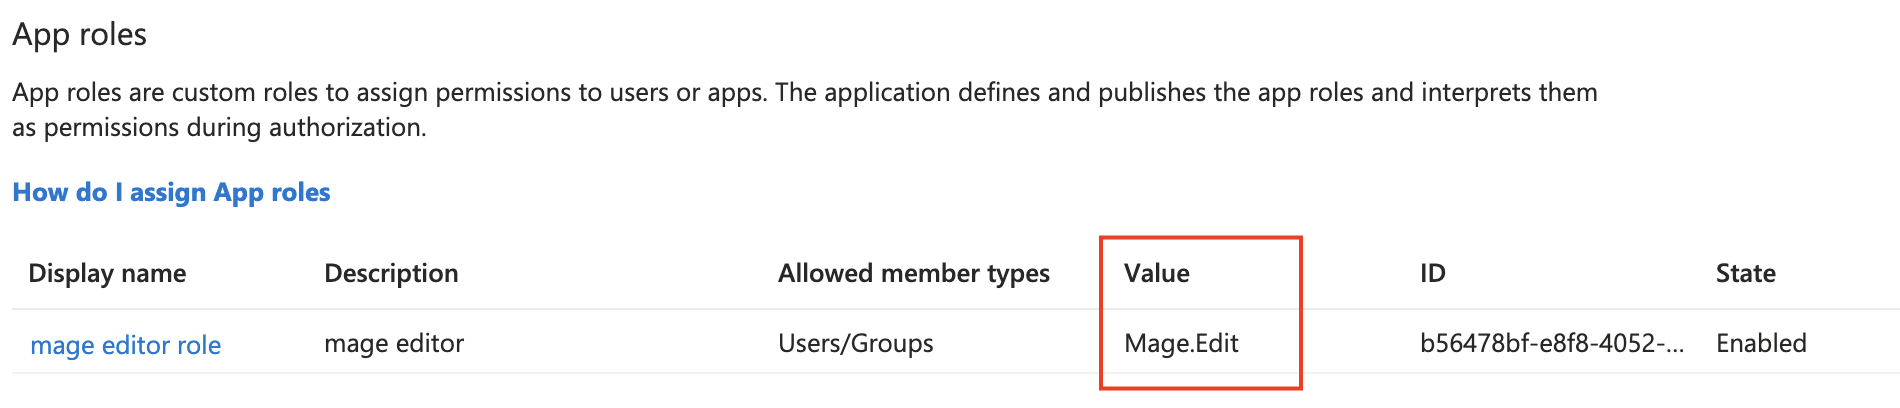 App roles
App roles are custom roles to assign permissions to users or apps. The application defines and publishes the app roles and interprets them
as permissions during authorization.
How do I assign App roles
Display name Description Allowed member types Value ID State
mage editor role mage editor Users/Groups Mage.Edit b56478bf-e8f8-4052-... Enabled